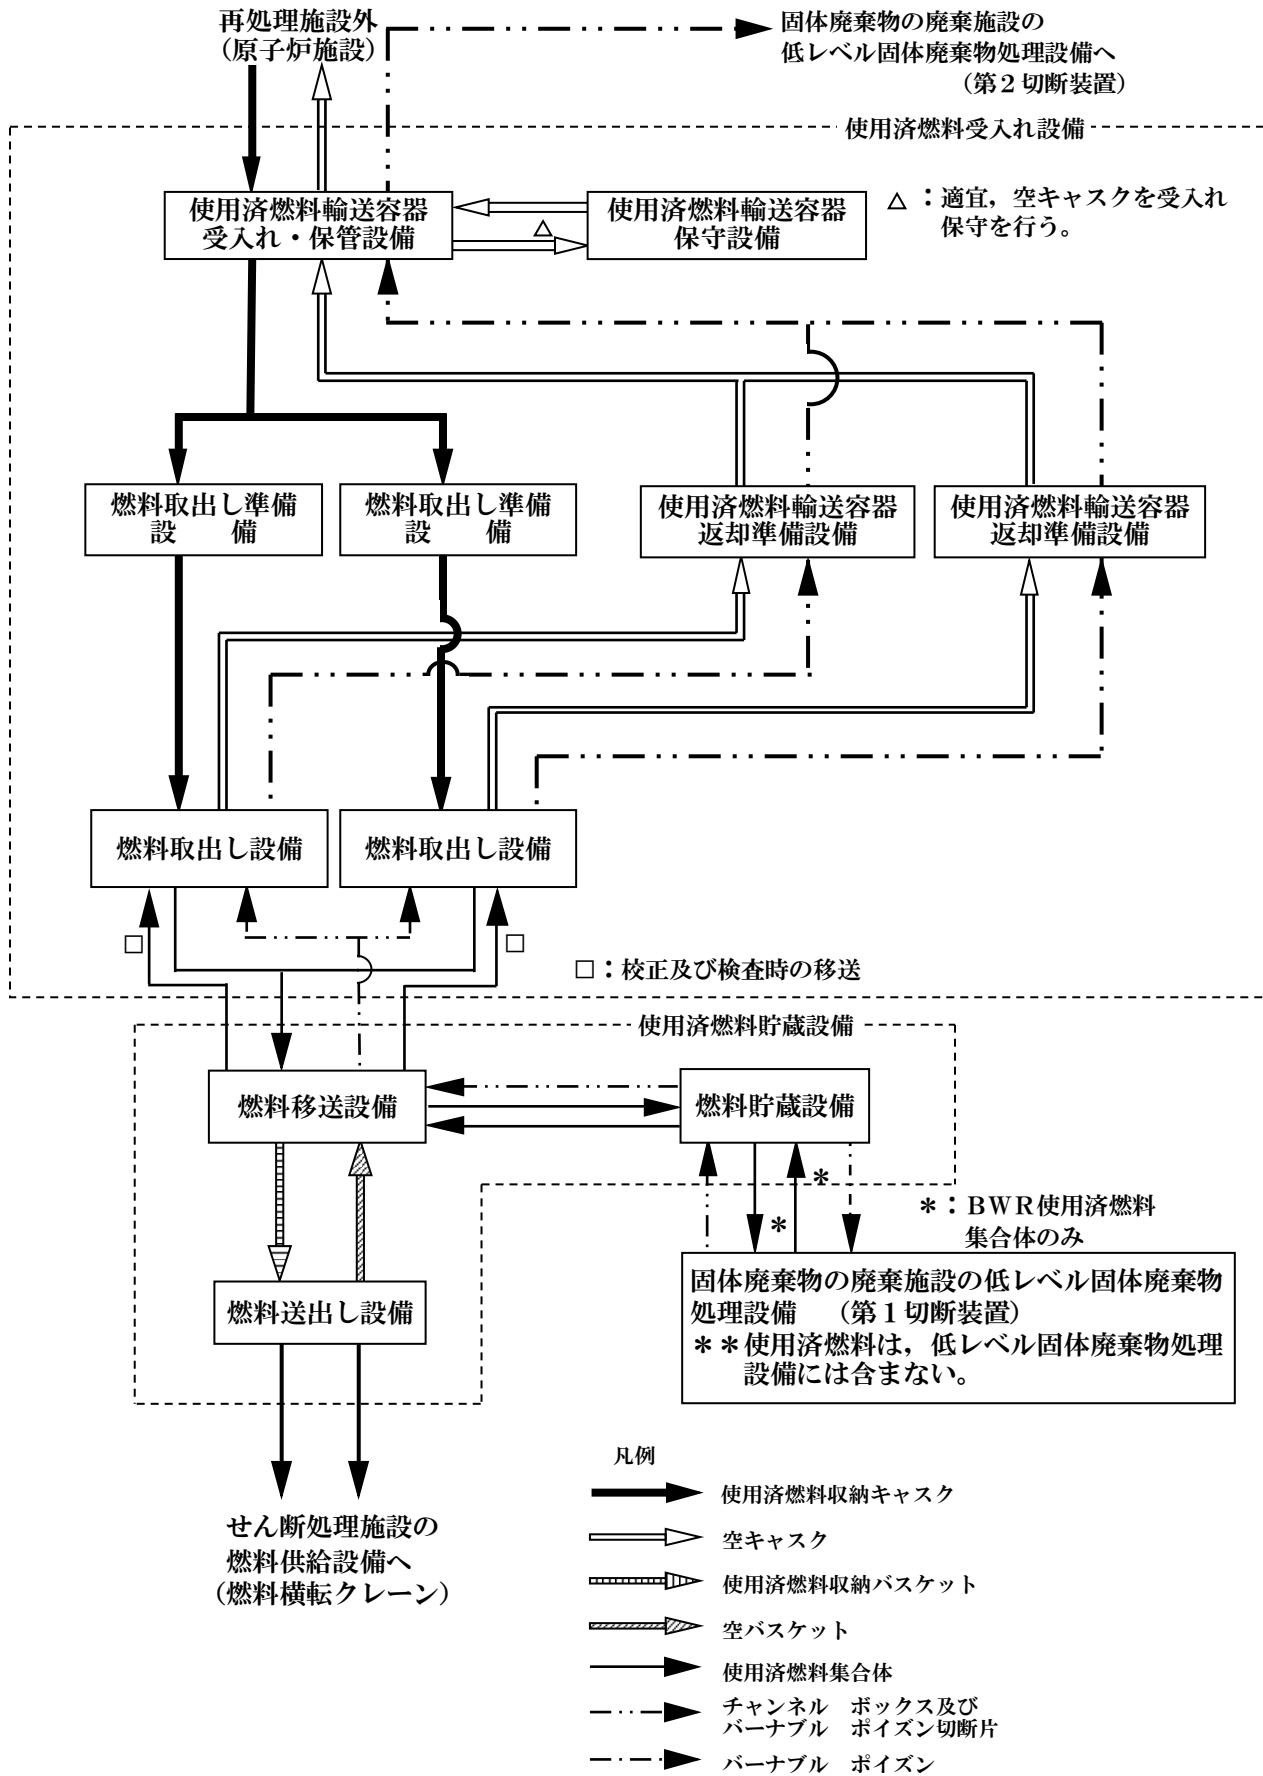 再処理施設外
（原子炉施設）
固体廃棄物の廃棄施設の
低レベル固体廃棄物処理設備へ
（第２切断装置）
使用済燃料受入れ設備
使用済燃料輸送容器
受入れ・保管設備
使用済燃料輸送容器
保守設備
△：適宜，空キャスクを受入れ
保守を行う。
△
燃料取出し準備
設　　備
燃料取出し準備
設　　備
使用済燃料輸送容器
返却準備設備
使用済燃料輸送容器
返却準備設備
燃料取出し設備
燃料取出し設備
□
□
□：校正及び検査時の移送
使用済燃料貯蔵設備
燃料移送設備
燃料貯蔵設備
＊
＊
＊：ＢＷＲ使用済燃料
集合体のみ
燃料送出し設備
固体廃棄物の廃棄施設の低レベル固体廃棄物
処理設備　（第１切断装置）
＊＊使用済燃料は，低レベル固体廃棄物処理
設備には含まない。
せん断処理施設の
燃料供給設備へ
（燃料横転クレーン）
凡例
使用済燃料収納キャスク
空キャスク
使用済燃料収納バスケット
空バスケット
使用済燃料集合体
チャンネル　ボックス及び
バーナブル　ポイズン切断片
バーナブル　ポイズン